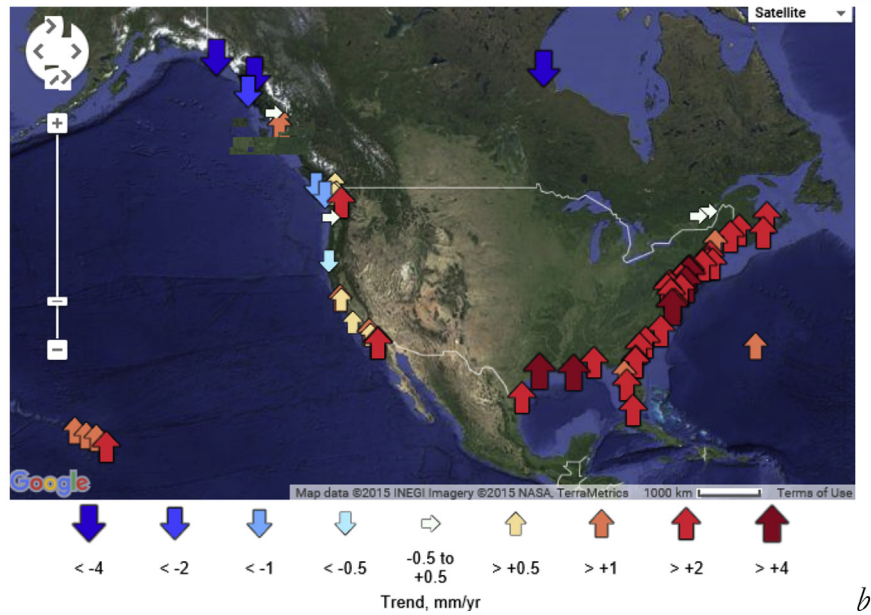 Satellite
+
−
Google
Map data ©2015 INEGI Imagery ©2015 NASA, TerraMetrics 1000 km Terms of Use
< -4 < -2 < -1 < -0.5 -0.5 to +0.5 > +0.5 > +1 > +2 > +4
Trend, mm/yr
b